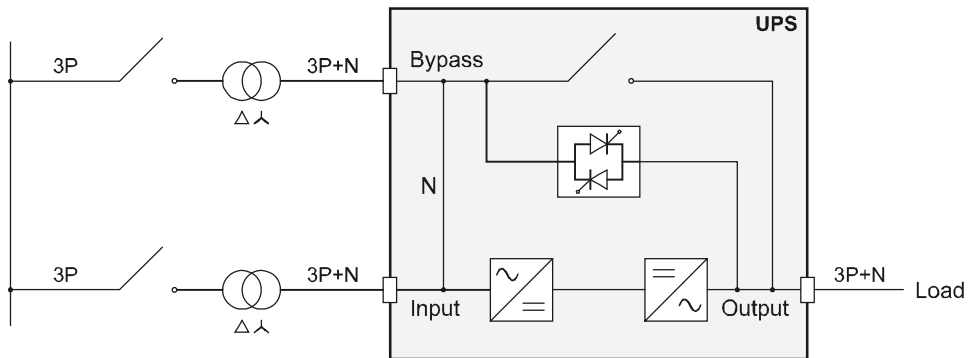 UPS
3P
3P+N
Bypass
N
3P
3P+N
Input
Output
3P+N
Load